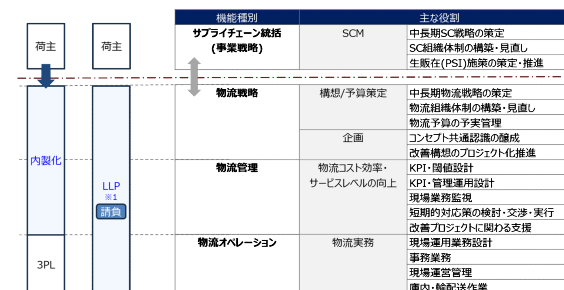 機能種別 主な役割
荷主 荷主 サプライチェーン統括 SCM 中長期SC戦略の策定
(事業戦略) SC組織体制の構築・見直し
生販在(PSI)施策の策定・推進
物流戦略 構想/予算策定 中長期物流戦略の策定
物流組織体制の構築・見直し
物流予算の予実管理
企画 コンセプト共通認識の醸成
改善構想のプロジェクト化推進
内製化 物流管理 物流コスト効率・ KPI・閾値設計
LLP サービスレベルの向上 KPI・管理運用設計
※1 現場業務監視
請負 短期的対応策の検討・交渉・実行
改善プロジェクトに関わる支援
物流オペレーション 物流実務 現場運用業務設計
3PL 事務業務
現場運営管理
庫内・輸配送作業